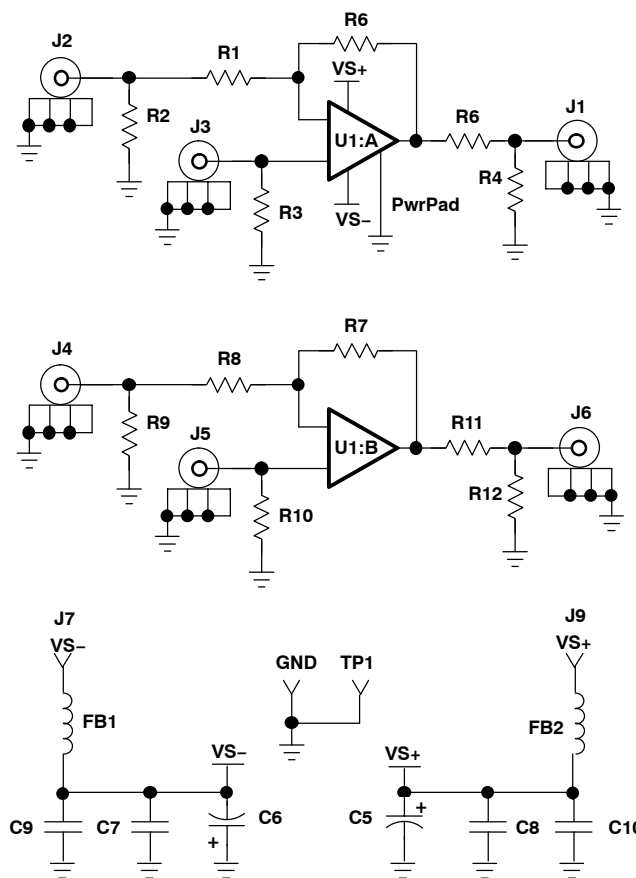 R6
J2
R1
VS+
J3
J1
R6
R2
U1:A
R4
R3
PwrPad
VS−
R7
J4
R8
R11
J6
R9
J5
U1:B
R12
R10
J7
VS−
J9
VS+
GND
TP1
FB1
FB2
VS−
VS+
C9
C7
C6
+
C5
+
C8
C10